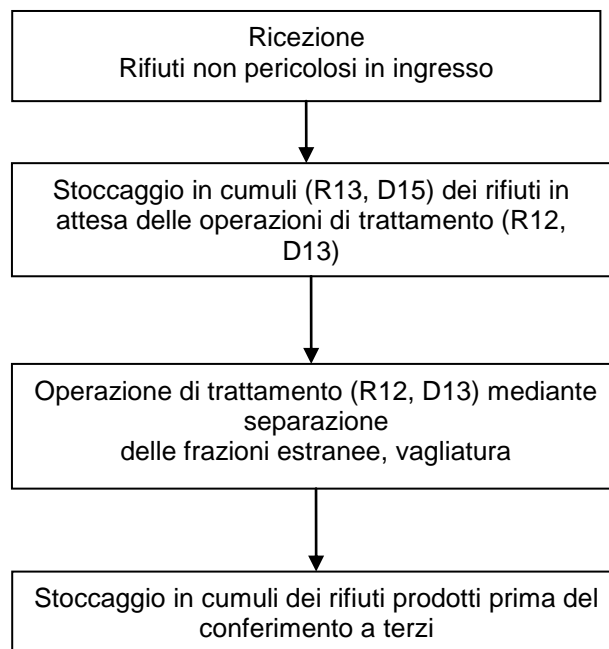 Ricezione
Rifiuti non pericolosi in ingresso
Stoccaggio in cumuli (R13, D15) dei rifiuti in
attesa delle operazioni di trattamento (R12,
D13)
Operazione di trattamento (R12, D13) mediante
separazione
delle frazioni estranee, vagliatura
Stoccaggio in cumuli dei rifiuti prodotti prima del
conferimento a terzi